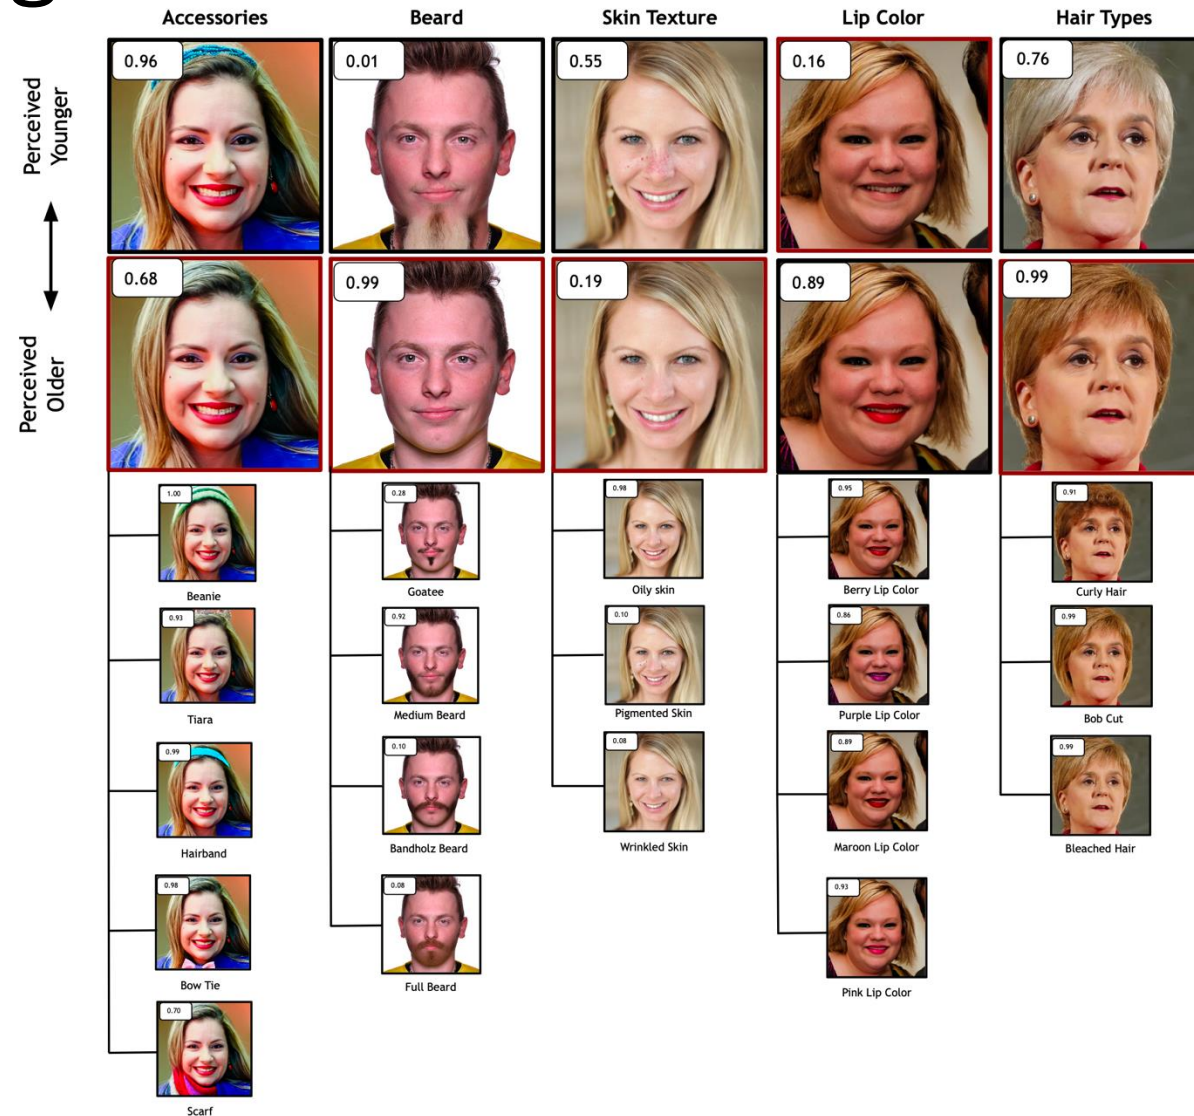 Accessories
Beard
Skin Texture
Lip Color
Hair Types
Perceived
Younger
Perceived
Older
0.96
0.01
0.55
0.16
0.76
0.68
0.99
0.19
0.89
0.99
1.00
0.28
0.98
0.95
0.91
Beanie
Goatee
Oily skin
Berry Lip Color
Curly Hair
0.93
0.92
0.10
0.86
0.99
Tiara
Medium Beard
Pigmented Skin
Purple Lip Color
Bob Cut
0.99
0.10
0.08
0.89
0.99
Hairband
Bandholz Beard
Wrinkled Skin
Maroon Lip Color
Bleached Hair
0.98
0.08
0.93
Bow Tie
Full Beard
Pink Lip Color
0.70
Scarf